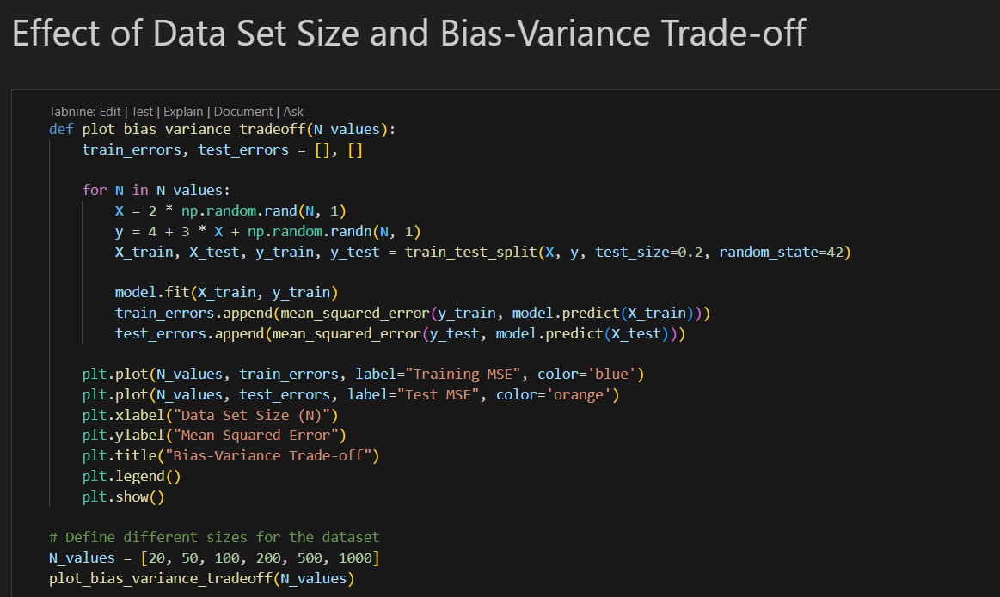 Effect of Data Set Size and Bias-Variance Trade-off
Tabnine: Edit | Test | Explain | Document | Ask
def plot_bias_variance_tradeoff(N_values):
    train_errors, test_errors = [], []
    for N in N_values:
        X = 2 * np.random.rand(N, 1)
        y = 4 + 3 * X + np.random.randn(N, 1)
        X_train, X_test, y_train, y_test = train_test_split(X, y, test_size=0.2, random_state=42)
        model.fit(X_train, y_train)
        train_errors.append(mean_squared_error(y_train, model.predict(X_train)))
        test_errors.append(mean_squared_error(y_test, model.predict(X_test)))
    plt.plot(N_values, train_errors, label="Training MSE", color='blue')
    plt.plot(N_values, test_errors, label="Test MSE", color='orange')
    plt.xlabel("Data Set Size (N)")
    plt.ylabel("Mean Squared Error")
    plt.title("Bias-Variance Trade-off")
    plt.legend()
    plt.show()
# Define different sizes for the dataset
N_values = [20, 50, 100, 200, 500, 1000]
plot_bias_variance_tradeoff(N_values)